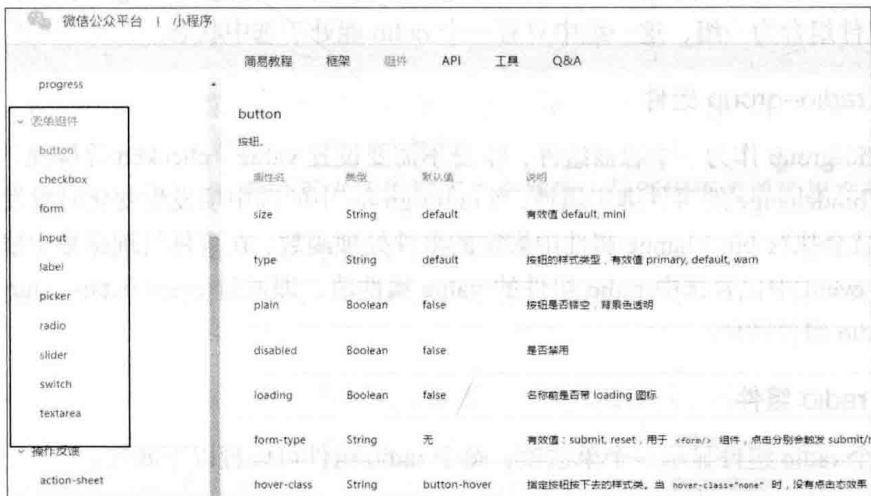 微信公众平台 | 小程序
简易教程 框架 组件 API 工具 Q&A
progress
表单组件
button
checkbox
form
input
label
picker
radio
slider
switch
textarea
操作反馈
action-sheet
button
按钮。
属性名 类型 默认值 说明
size String default 有效值 default, mini
type String default 按钮的样式类型，有效值 primary, default, warn
plain Boolean false 按钮是否镂空，背景色透明
disabled Boolean false 是否禁用
loading Boolean false 名称前是否带 loading 图标
form-type String 无 有效值：submit, reset，用于 <form/> 组件，点击分别会触发 submit/r
hover-class String button-hover 指定按钮按下去的样式类。当 hover-class="none" 时，没有点击态效果